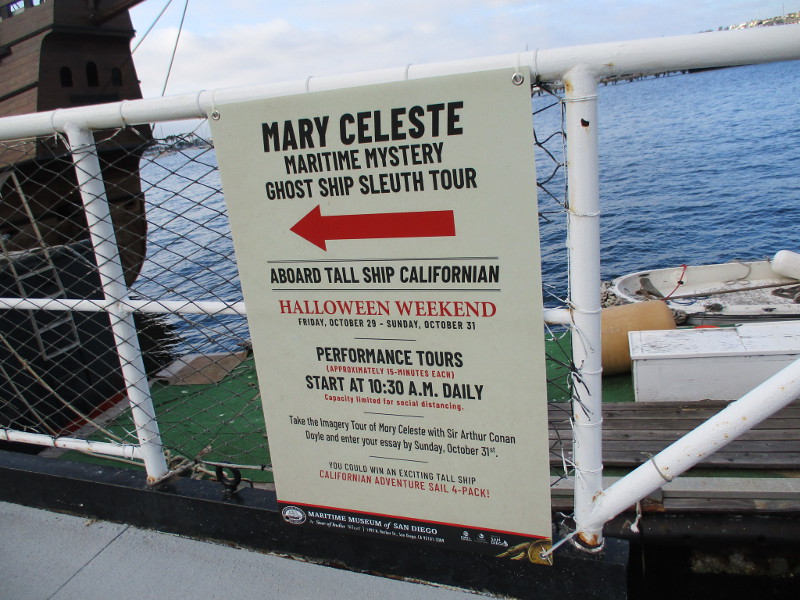 MARY CELESTE
MARITIME MYSTERY
GHOST SHIP SLEUTH TOUR
ABOARD TALL SHIP CALIFORNIAN
HALLOWEEN WEEKEND
FRIDAY, OCTOBER 29 - SUNDAY, OCTOBER 31
PERFORMANCE TOURS
(APPROXIMATELY 15-MINUTES EACH)
START AT 10:30 A.M. DAILY
Capacity limited for social distancing.
Take the Imagery Tour of Mary Celeste with Sir Arthur Conan
Doyle and enter your essay by Sunday, October 31st.
YOU COULD WIN AN EXCITING TALL SHIP
CALIFORNIAN ADVENTURE SAIL 4-PACK!
MARITIME MUSEUM OF SAN DIEGO